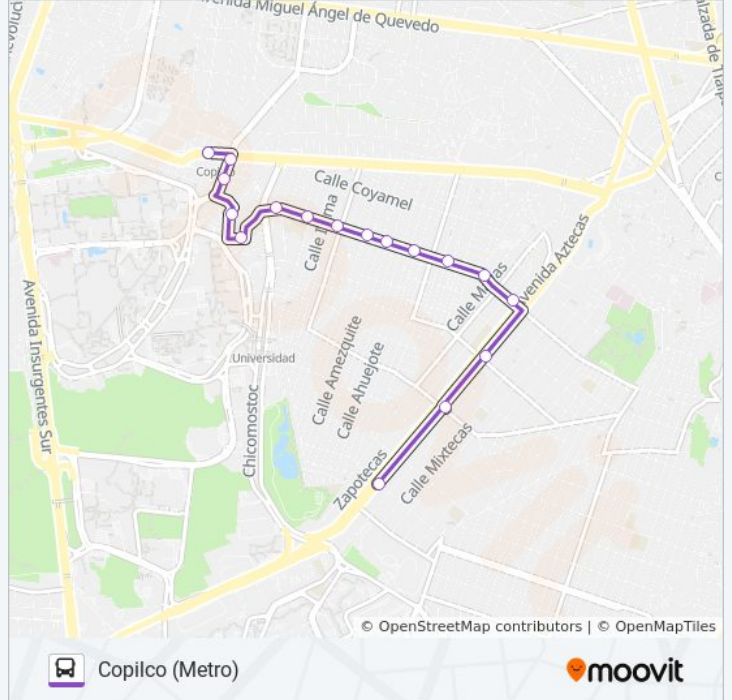 Avenida Miguel Ángel de Quevedo
Calle Coyamel
Avenida Aztecas
Calle
Avenida Insurgentes Sur
Universidad
Calle Amezquite
Calle Ahuejote
Chicomostoc
Zapotecas
Calle Mixtecas
© OpenStreetMap contributors | © OpenMapTiles
Copilco (Metro)
moovit